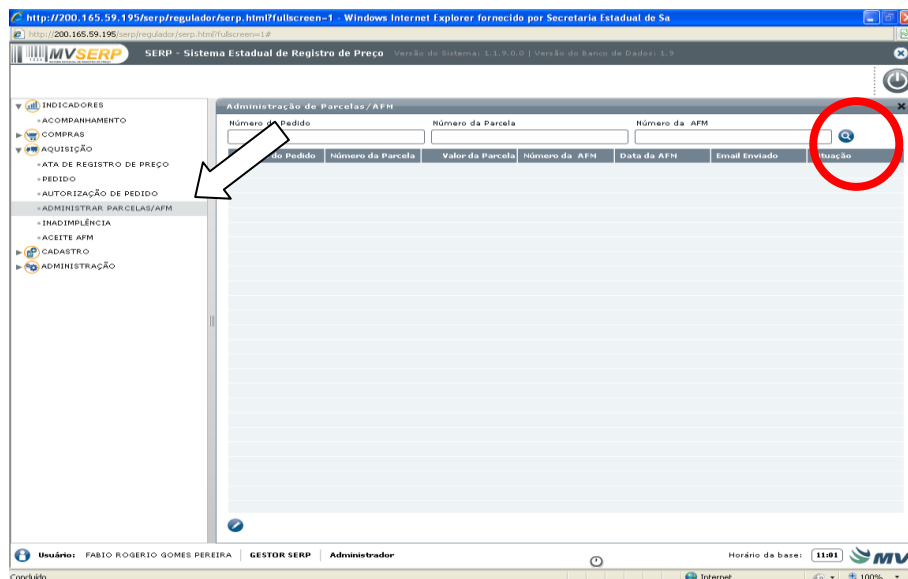 http://200.165.59.195/serp/regulador/serp.html?fullscreen=1 - Windows Internet Explorer fornecido por Secretaria Estadual de Sa
http://200.165.59.195/serp/regulador/serp.html?fullscreen=1#
MVSERP
SERP - Sistema Estadual de Registro de Preço Versão do Sistema: 1.1.9.0.0 | Versão do Banco de Dados: 1.9
INDICADORES
ACOMPANHAMENTO
COMPRAS
AQUISIÇÃO
ATA DE REGISTRO DE PREÇO
PEDIDO
AUTORIZAÇÃO DE PEDIDO
ADMINISTRAR PARCELAS/AFM
INADIMPLÊNCIA
ACEITE AFM
CADASTRO
ADMINISTRAÇÃO
Administração de Parcelas/AFM
Número do Pedido Número da Parcela Número da AFM
do Pedido Número da Parcela Valor da Parcela Número da AFM Data da AFM Email Enviado Situação
Usuário: FABIO ROGERIO GOMES PEREIRA GESTOR SERP Administrador Horário da base: 11:01 MV
Concluído Internet 100%